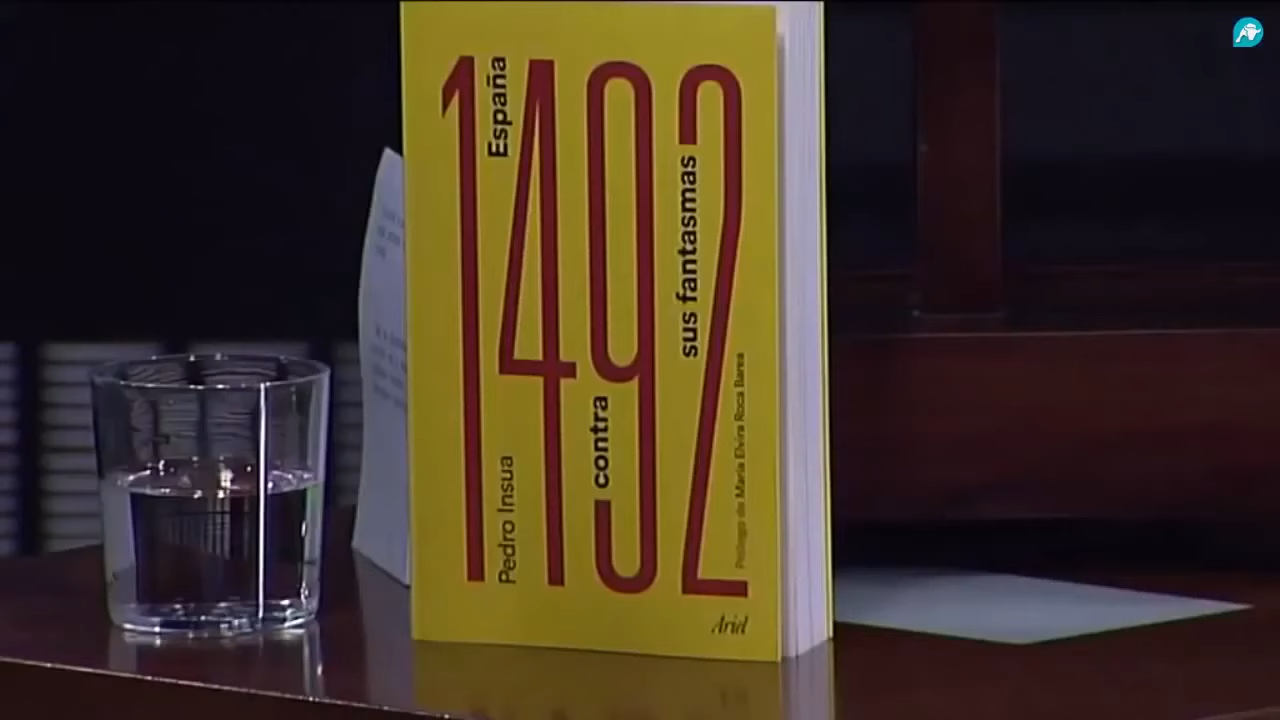 1492
España
contra
sus fantasmas
Pedro Insua
Prólogo de María Elvira Roca Barea
Ariel